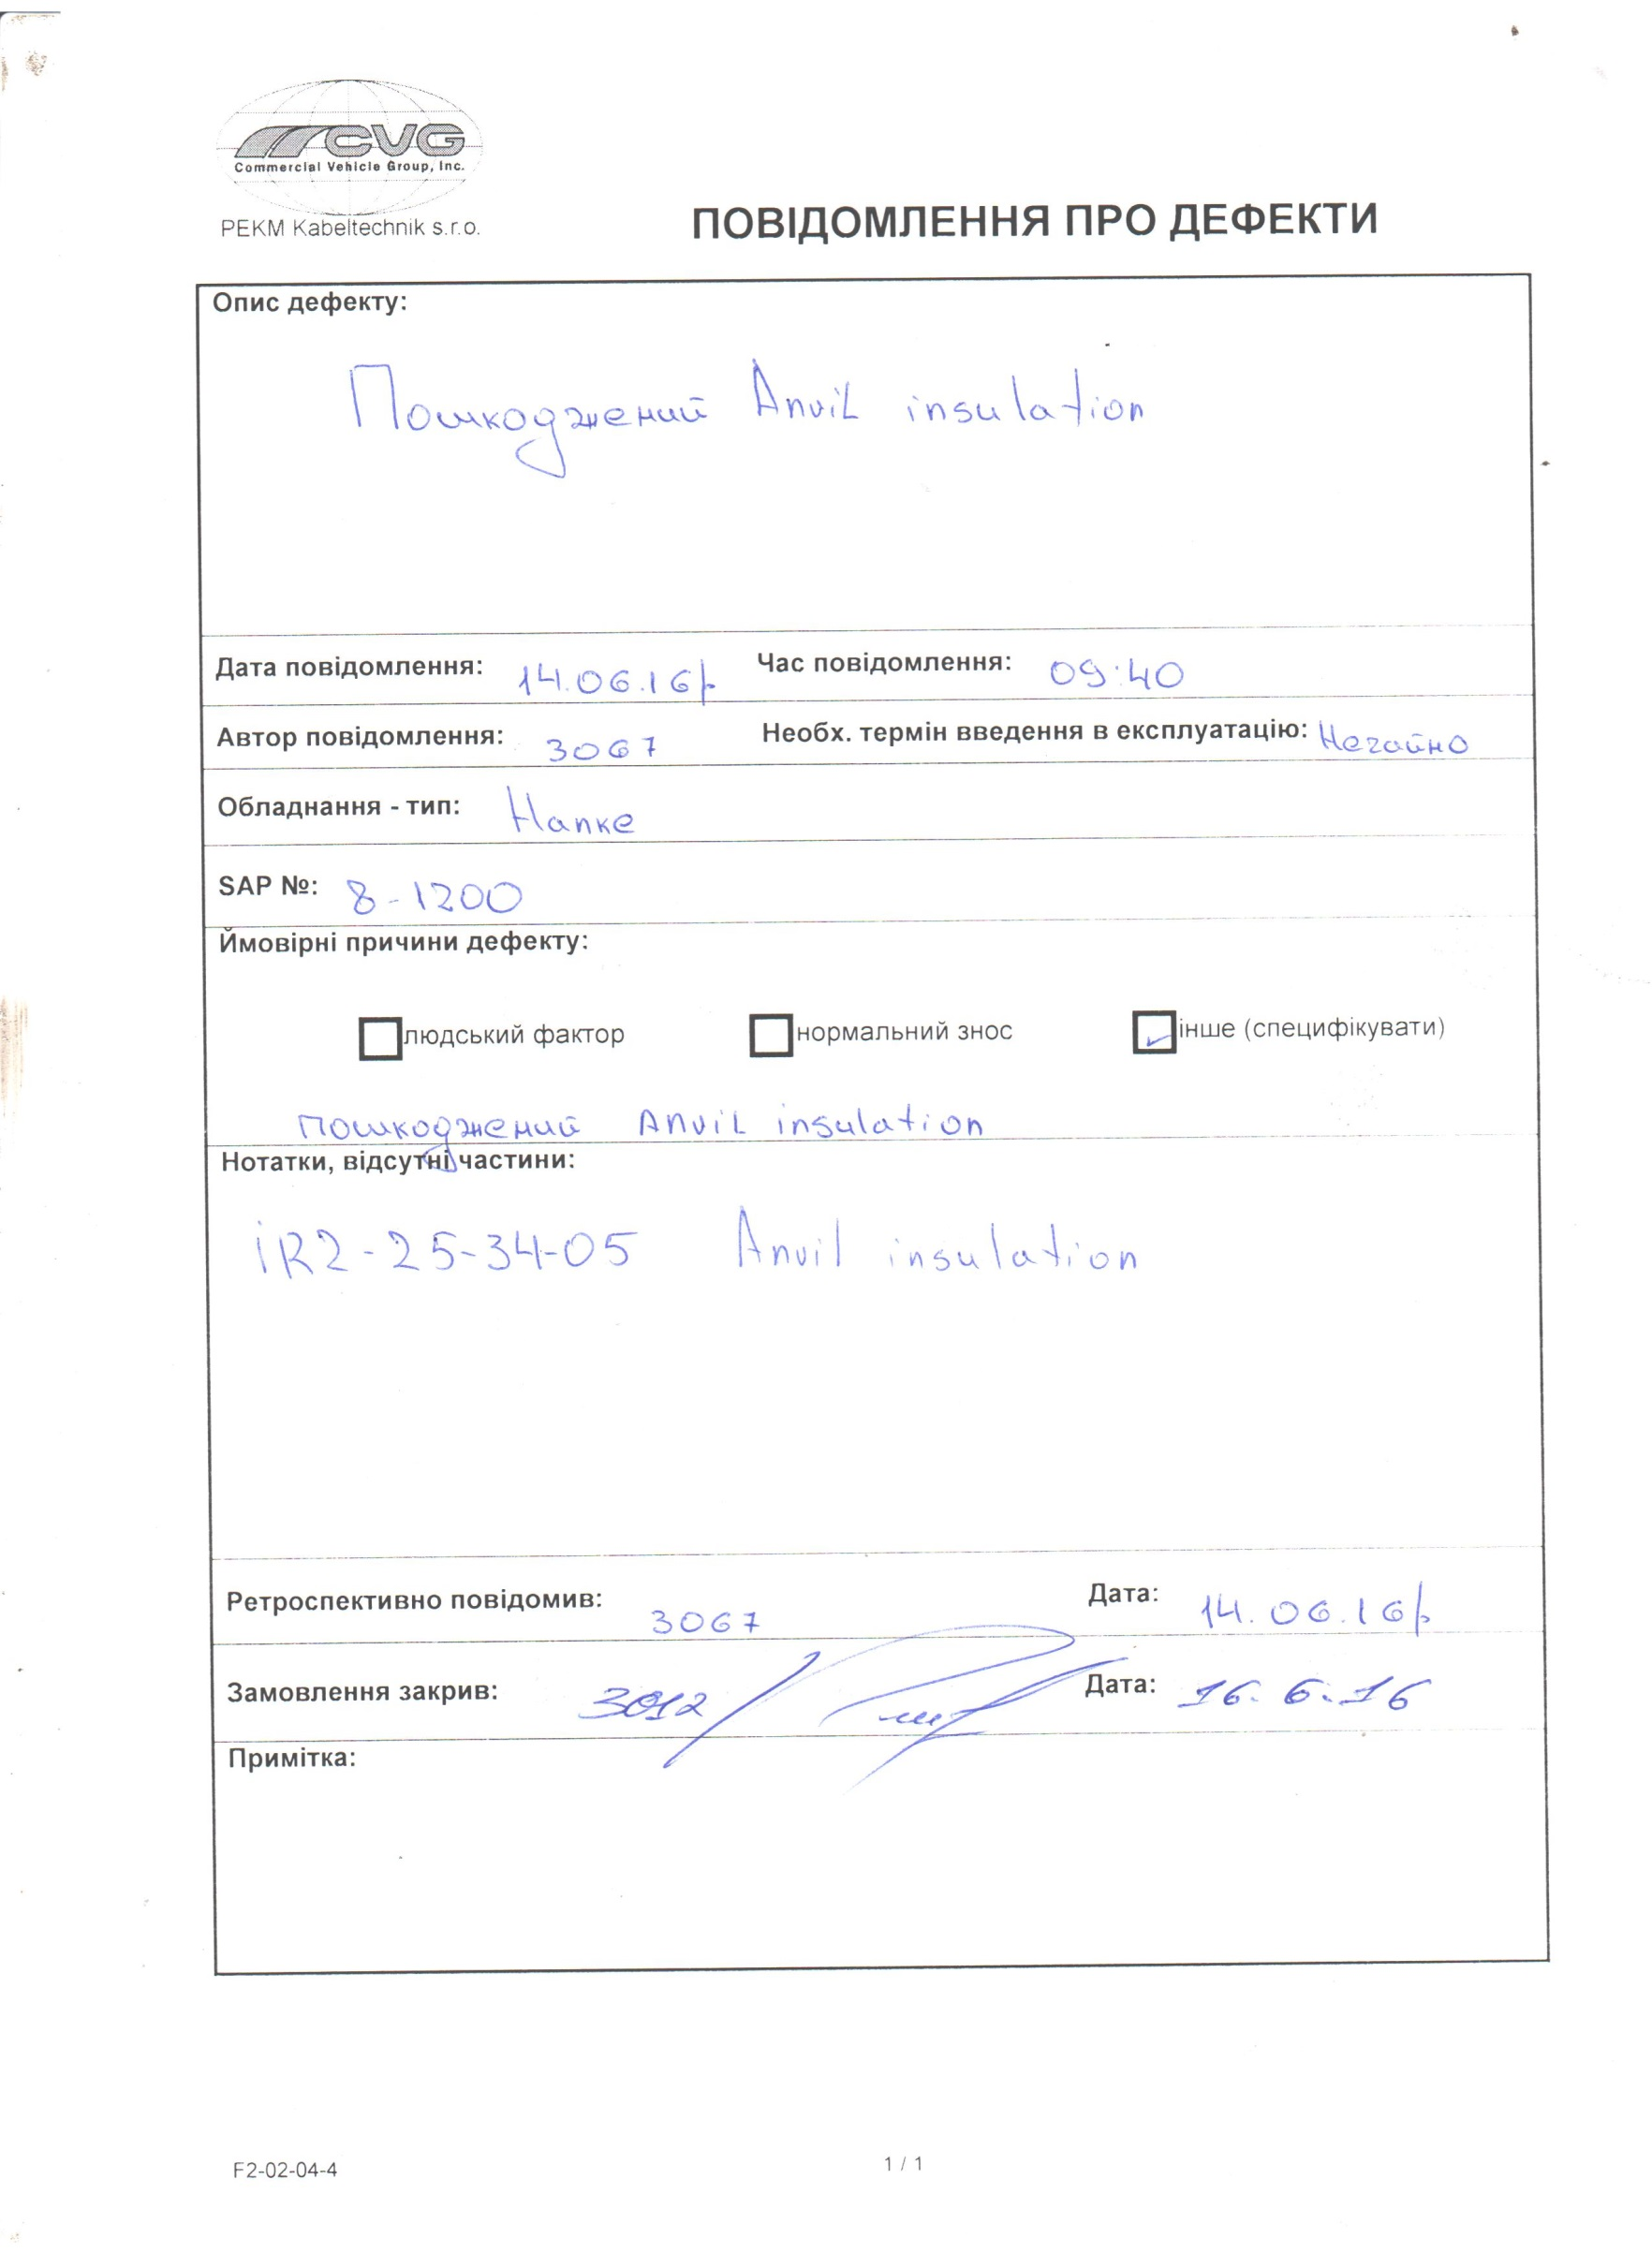 CVG
Commercial Vehicle Group, Inc.
PEKM Kabeltechnik s.r.o.
ПОВІДОМЛЕННЯ ПРО ДЕФЕКТИ
Опис дефекту:
Пошкоджений Anvil insulation
Дата повідомлення: 14.06.16р. Час повідомлення: 09:40
Автор повідомлення: 3067 Необх. термін введення в експлуатацію: Негайно
Обладнання - тип: Hanke
SAP №: 8-1200
Ймовірні причини дефекту:
людський фактор нормальний знос інше (специфікувати)
пошкоджений Anvil insulation
Нотатки, відсутні частини:
iR2-25-34-05 Anvil insulation
Ретроспективно повідомив: 3067 Дата: 14.06.16р.
Замовлення закрив: 3012 Дата: 16.6.16
Примітка:
F2-02-04-4 1 / 1